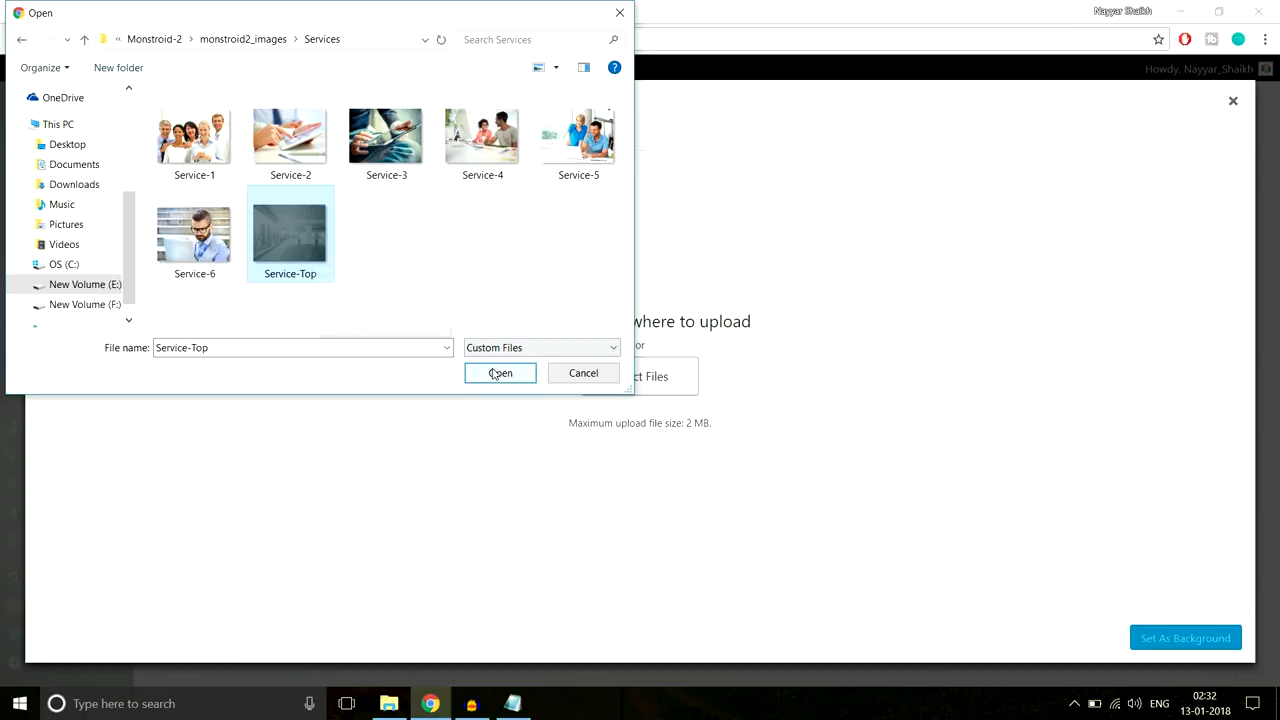 Open
Nayyar Shaikh
Monstroid-2
monstroid2_images
Services
Search Services
Organize
New folder
?
Howdy, Nayyar_Shaikh
OneDrive
This PC
Desktop
Documents
Downloads
Music
Pictures
Videos
OS (C:)
New Volume (E:)
New Volume (F:)
Service-1
Service-2
Service-3
Service-4
Service-5
Service-6
Service-Top
File name:
Service-Top
Custom Files
Open
Cancel
where to upload
or
ct Files
Maximum upload file size: 2 MB.
Set As Background
Type here to search
ENG
02:32
13-01-2018